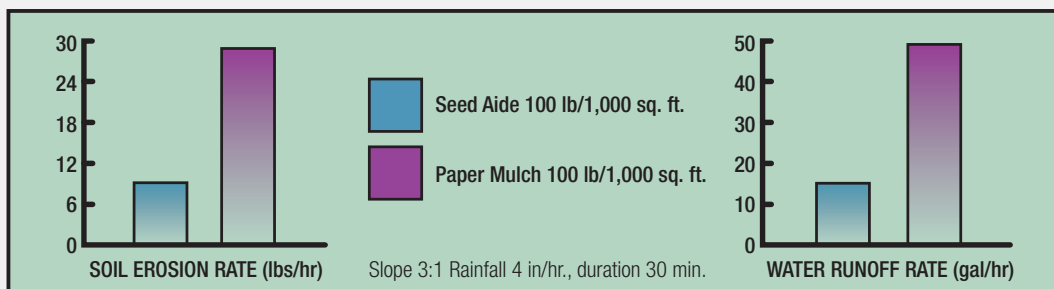 30
24
18
12
6
0
SOIL EROSION RATE (lbs/hr)
Seed Aide 100 lb/1,000 sq. ft.
Paper Mulch 100 lb/1,000 sq. ft.
Slope 3:1 Rainfall 4 in/hr., duration 30 min.
50
40
30
20
10
0
WATER RUNOFF RATE (gal/hr)